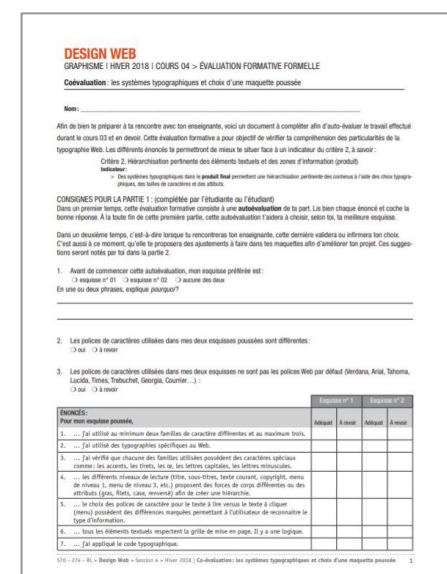 DESIGN WEB
GRAPHISME | HIVER 2018 | COURS 04 > ÉVALUATION FORMATIVE FORMELLE
Coévaluation : les systèmes typographiques et choix d'une maquette poussée
Nom :
Afin de bien te préparer à ta rencontre avec ton enseignante, voici un document à compléter afin d'auto-évaluer le travail effectué
durant le cours 03 et en devoir. Cette évaluation formative a pour objectif de vérifier ta compréhension des particularités de la
typographie Web. Les différents énoncés te permettront de mieux te situer face à un indicateur du critère 2, à savoir :
Critère 2. Hiérarchisation pertinente des éléments textuels et des zones d'information (produit)
Indicateur :
> Des systèmes typographiques dans le produit final permettent une hiérarchisation pertinente des contenus à l'aide des choix typogra-
phiques, des tailles de caractères et des attibuts.
CONSIGNES POUR LA PARTIE 1 : (complétée par l'étudiante ou l'étudiant)
Dans un premier temps, cette évaluation formative consiste à une autoévaluation de ta part. Lis bien chaque énoncé et coche la
bonne réponse. À la toute fin de cette première partie, cette autoévaluation t'aidera à choisir, selon toi, ta meilleure esquisse.
Dans un deuxième temps, c'est-à-dire lorsque tu rencontreras ton enseignante, cette dernière validera ou infirmera ton choix.
C'est aussi à ce moment, qu'elle te proposera des ajustements à faire dans tes maquettes afin d'améliorer ton projet. Ces sugges-
tions seront notés par toi dans la partie 2.
1. Avant de commencer cette autoévaluation, mon esquisse préférée est :
❍ esquisse n° 01 ❍ esquisse n° 02 ❍ aucune des deux
En une ou deux phrases, explique pourquoi?
2. Les polices de caractères utilisées dans mes deux esquisses poussées sont différentes :
❍ oui ❍ à revoir
3. Les polices de caractères utilisées dans mes deux esquisses ne sont pas les polices Web par défaut (Verdana, Arial, Tahoma,
Lucida, Times, Trebuchet, Georgia, Courrier…) :
❍ oui ❍ à revoir
Esquisse n° 1 Esquisse n° 2
ÉNONCÉS :
Pour mon esquisse poussée,
Adéquat À revoir Adéquat À revoir
1. ... j'ai utilisé au minimum deux familles de caractère différentes et au maximum trois.
2. ... j'ai utilisé des typographies spécifiques au Web.
3. ... j'ai vérifié que chacune des familles utilisées possèdent des caractères spéciaux
comme : les accents, les tirets, les œ, les lettres capitales, les lettres minuscules.
4. ... les différents niveaux de lecture (titre, sous-titres, texte courant, copyright, menu
de niveau 1, menu de niveau 3, etc.) proposent des forces de corps différentes ou des
attributs (gras, filets, case, renversé) afin de créer une hiérarchie.
5. ... le choix des polices de caractère pour le texte à lire versus le texte à cliquer
(menu) possèdent des différences marquées permettant à l'utilisateur de reconnaître le
type d'information.
6. ... tous les éléments textuels respectent la grille de mise en page. Il y a une logique.
7. ... j'ai appliqué le code typographique.
570 - 274 - RL > Design Web > Session 4 > Hiver 2018 | Co-évaluation : les systèmes typographiques et choix d'une maquette poussée 1